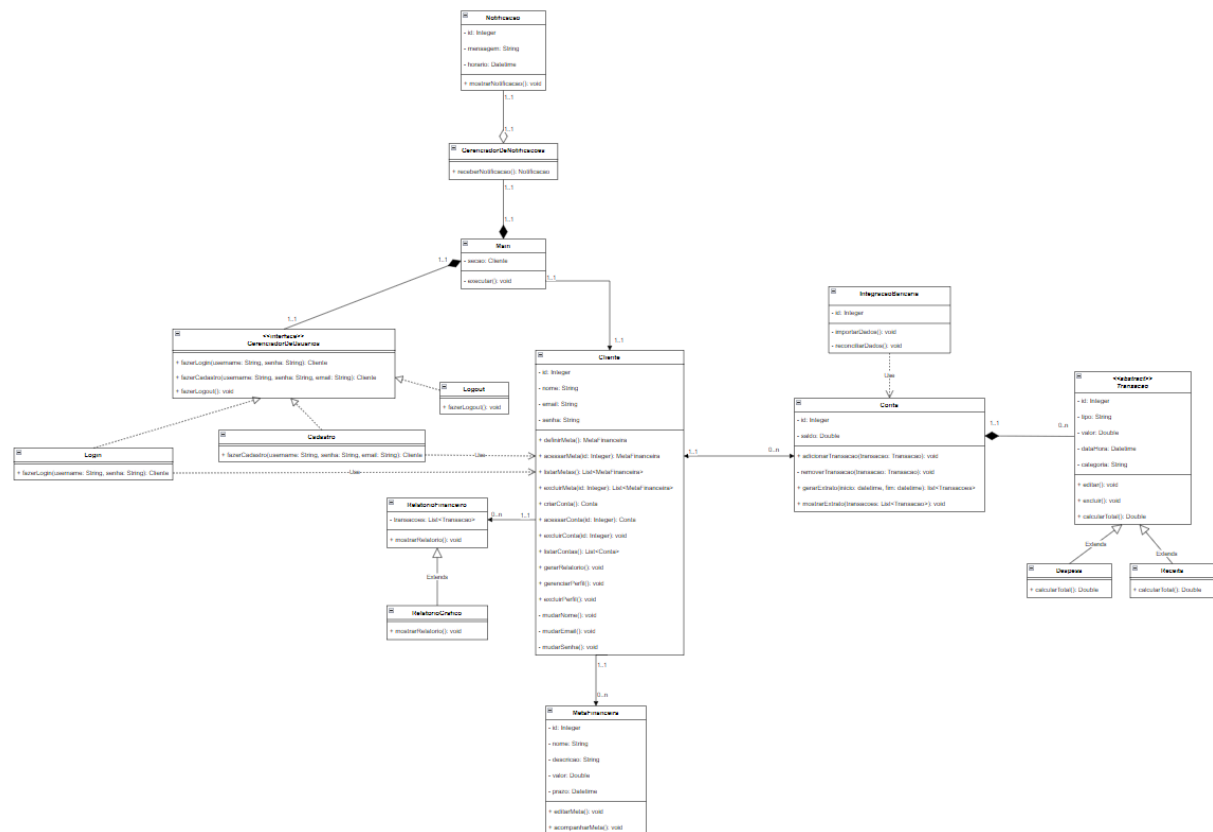 Notificacao
- id: Integer
- mensagem: String
- horario: Datetime
+ mostrarNotificacao(): void
1..1
1..1
GerenciadorDeNotificacoes
+ receberNotificacao(): Notificacao
1..1
1..1
Main
- secao: Cliente
- executar(): void
1..1
1..1
1..1
1..1
<<interface>>
GerenciadorDeUsuarios
+ fazerLogin(username: String, senha: String): Cliente
+ fazerCadastro(username: String, senha: String, email: String): Cliente
+ fazerLogout(): void
Logout
+ fazerLogout(): void
Cadastro
+ fazerCadastro(username: String, senha: String, email: String): Cliente
Use
Login
+ fazerLogin(username: String, senha: String): Cliente
Use
Cliente
- id: Integer
- nome: String
- email: String
- senha: String
+ definirMeta(): MetaFinanceira
+ acessarMeta(id: Integer): MetaFinanceira
+ listarMetas(): List<MetaFinanceira>
+ excluirMeta(id: Integer): List<MetaFinanceira>
+ criarConta(): Conta
+ acessarConta(id: Integer): Conta
+ excluirConta(id: Integer): void
+ listarContas(): List<Conta>
+ gerarRelatorio(): void
+ gerenciarPerfil(): void
+ excluirPerfil(): void
- mudarNome(): void
- mudarEmail(): void
- mudarSenha(): void
1..1
0..n
IntegracaoBancaria
- id: Integer
- importarDados(): void
- reconciliarDados(): void
Use
Conta
- id: Integer
- saldo: Double
+ adicionarTransacao(transacao: Transacao): void
- removerTransacao(transacao: Transacao): void
+ gerarExtrato(inicio: datetime, fim: datetime): list<Transacoes>
+ mostrarExtrato(transacoes: List<Transacao>): void
1..1
0..n
<<abstract>>
Transacao
- id: Integer
- tipo: String
- valor: Double
- dataHora: Datetime
- categoria: String
+ editar(): void
+ excluir(): void
+ calcularTotal(): Double
Extends
Extends
Despesa
+ calcularTotal(): Double
Receita
+ calcularTotal(): Double
RelatorioFinanceiro
- transacoes: List<Transacao>
+ mostrarRelatorio(): void
0..n
1..1
Extends
RelatorioGrafico
+ mostrarRelatorio(): void
1..1
0..n
MetaFinanceira
- id: Integer
- nome: String
- descricao: String
- valor: Double
- prazo: Datetime
+ editarMeta(): void
+ acompanharMeta(): void